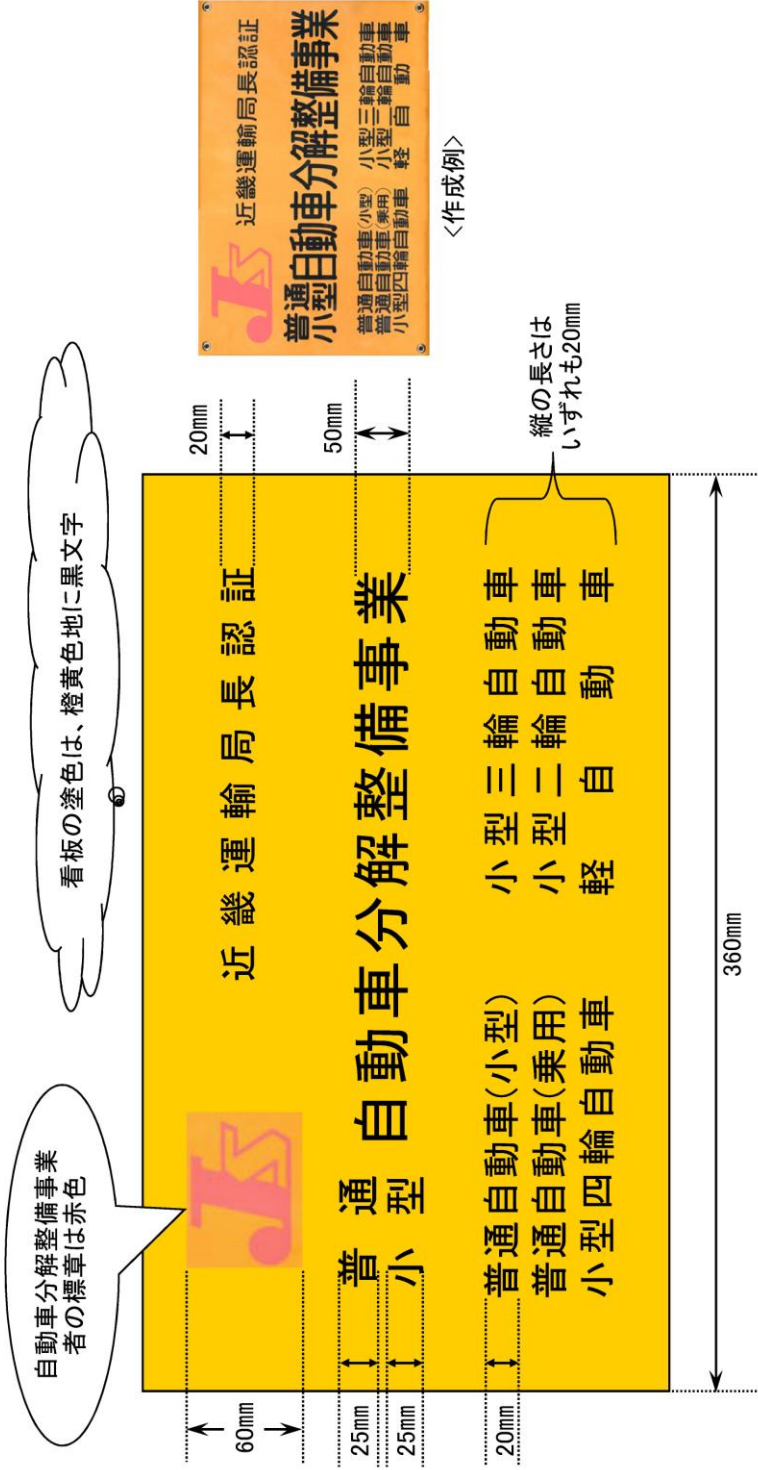 自動車分解整備事業
者の標章は赤色
看板の塗色は、橙黄色地に黒文字
60mm
25mm
25mm
20mm
JS
近畿運輸局長認証
普通
小型
自動車分解整備事業
普通自動車(小型)
普通自動車(乗用)
小型四輪自動車
小型三輪自動車
小型二輪自動車
軽自動車
20mm
50mm
縦の長さは
いずれも20mm
360mm
JS
近畿運輸局長認証
普通
小型
自動車分解整備事業
普通自動車(小型)
普通自動車(乗用)
小型四輪自動車
小型三輪自動車
小型二輪自動車
軽自動車
<作成例>